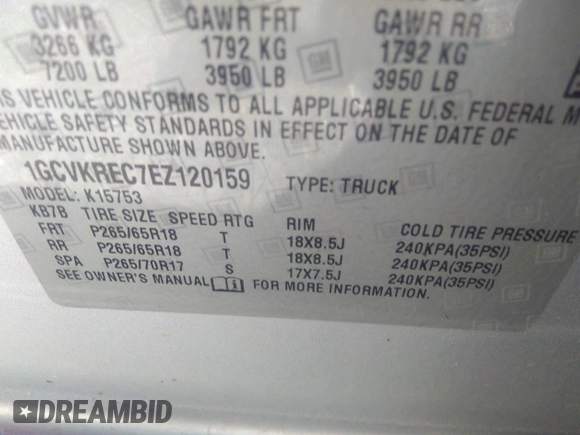 GVWR GAWR FRT GAWR RR
3266 KG 1792 KG 1792 KG
7200 LB 3950 LB 3950 LB
VEHICLE CONFORMS TO ALL APPLICABLE U.S. FEDERAL
VEHICLE SAFETY STANDARDS IN EFFECT ON THE DATE OF
MANUFACTURE SHOWN ABOVE.
1GCVKREC7EZ120159 TYPE: TRUCK
MODEL: K15753
KB7B TIRE SIZE SPEED RTG RIM COLD TIRE PRESSURE
FRT P265/65R18 T 18X8.5J 240KPA(35PSI)
RR P265/65R18 T 18X8.5J 240KPA(35PSI)
SPA P265/70R17 S 17X7.5J 240KPA(35PSI)
SEE OWNER'S MANUAL FOR MORE INFORMATION.
GM
DREAMBID